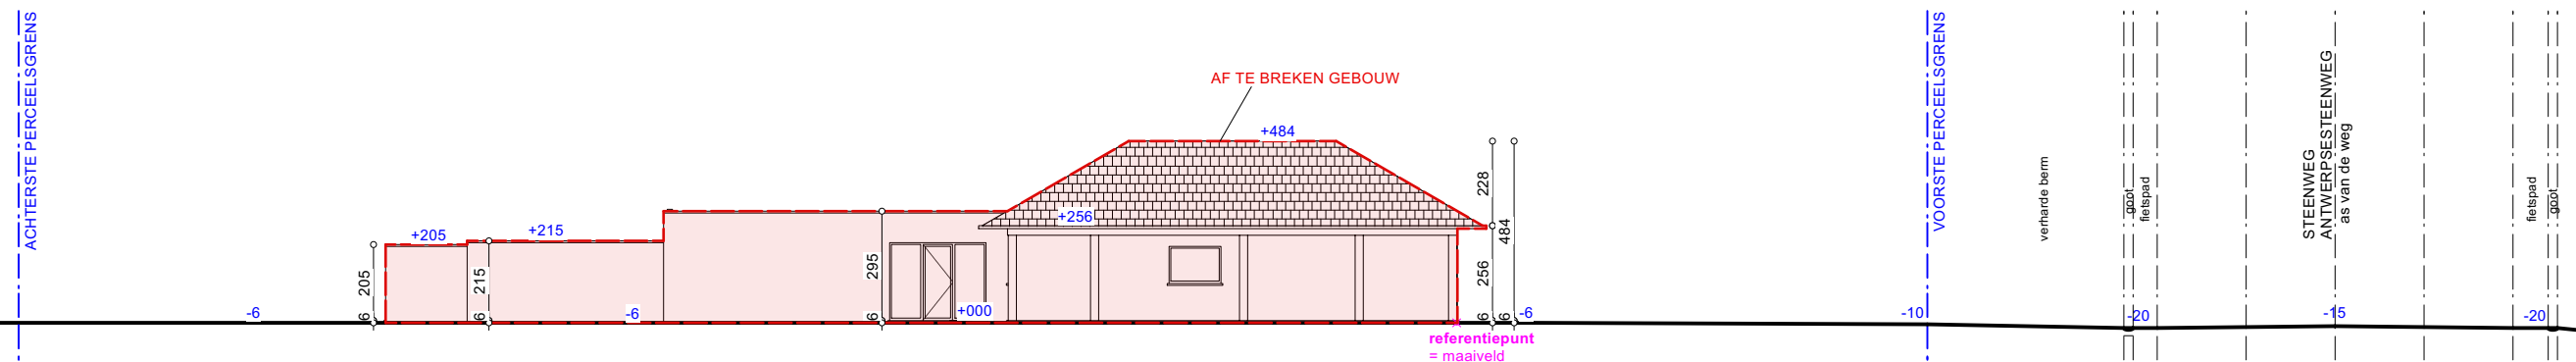 ACHTERSTE PERCEELSGRENS
-6
205
6
+205
215
6
+215
-6
295
6
+000
+256
AF TE BREKEN GEBOUW
+484
228
256
6
484
6
-6
referentiepunt
= maaiveld
-10
VOORSTE PERCEELSGRENS
verharde berm
goot
fietspad
-20
STEENWEG
ANTWERPSESTEENWEG
as van de weg
-15
fietspad
goot
-20